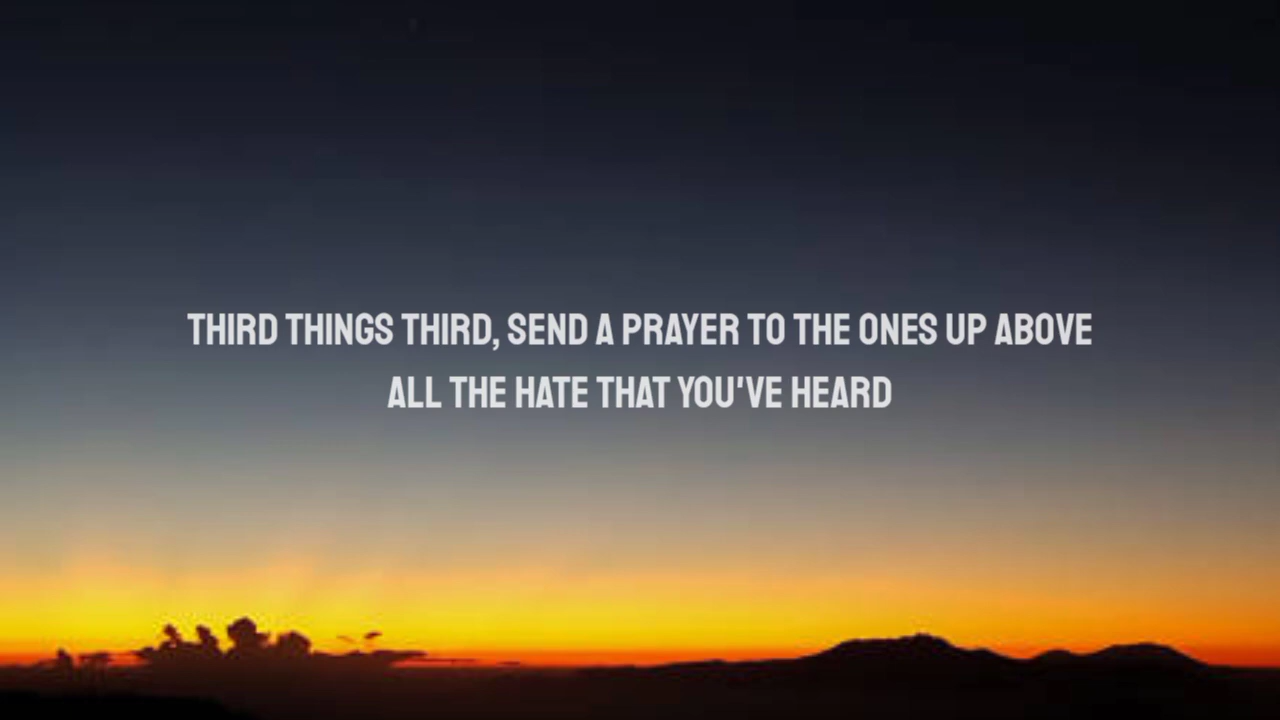 THIRD THINGS THIRD, SEND A PRAYER TO THE ONES UP ABOVE
ALL THE HATE THAT YOU'VE HEARD